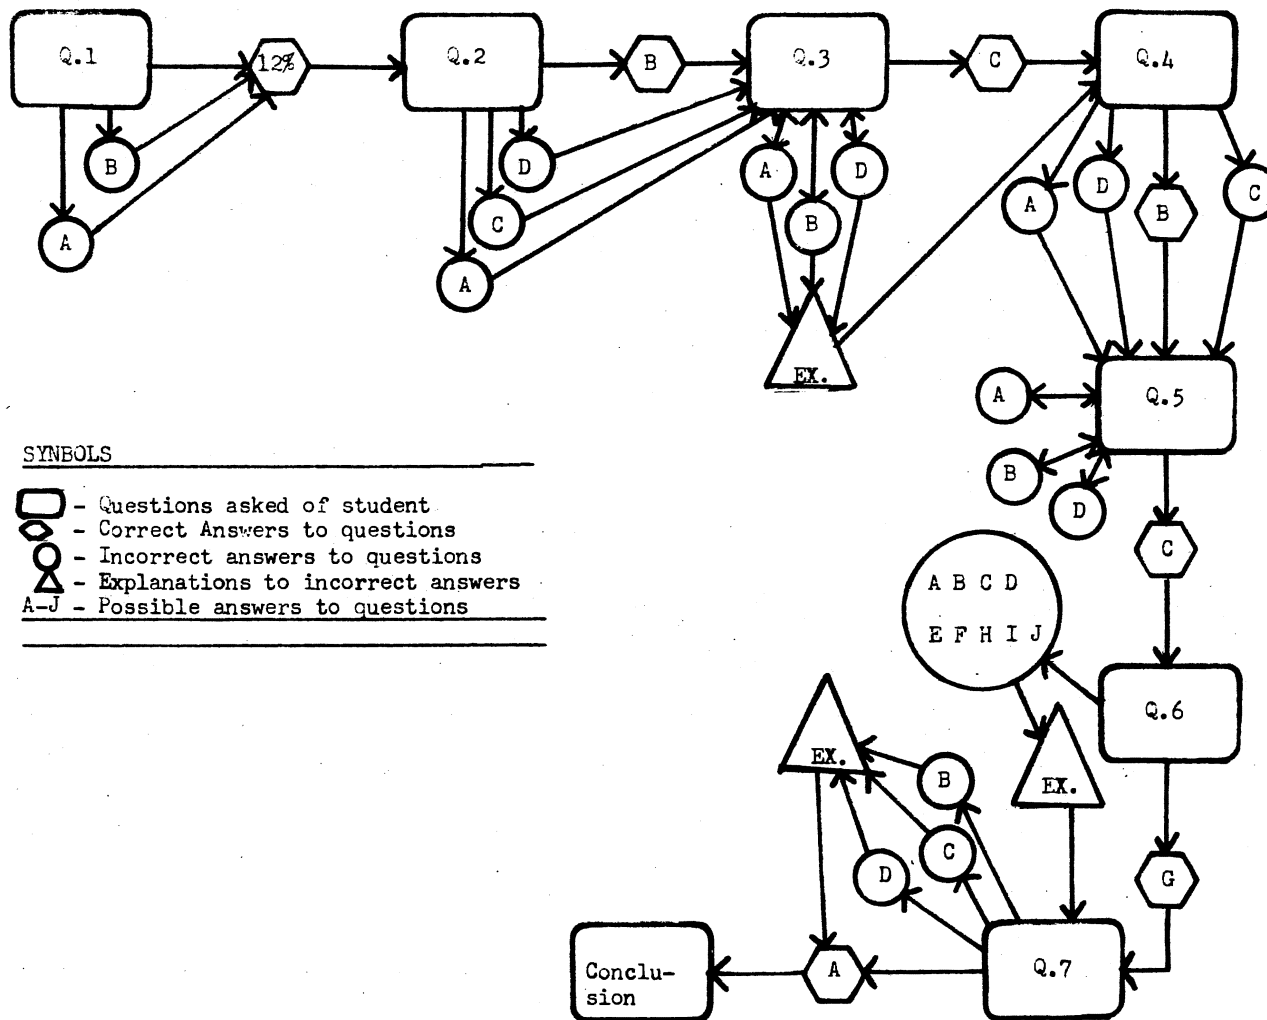 Q.1
12%
Q.2
B
Q.3
C
Q.4
B
A
D
C
A
A
B
D
A
D
B
C
EX.
Q.5
A
B
D
C
SYNBOLS
- Questions asked of student
- Correct Answers to questions
- Incorrect answers to questions
- Explanations to incorrect answers
A-J - Possible answers to questions
A B C D
E F H I J
Q.6
EX.
EX.
B
C
D
G
Conclu-
sion
A
Q.7